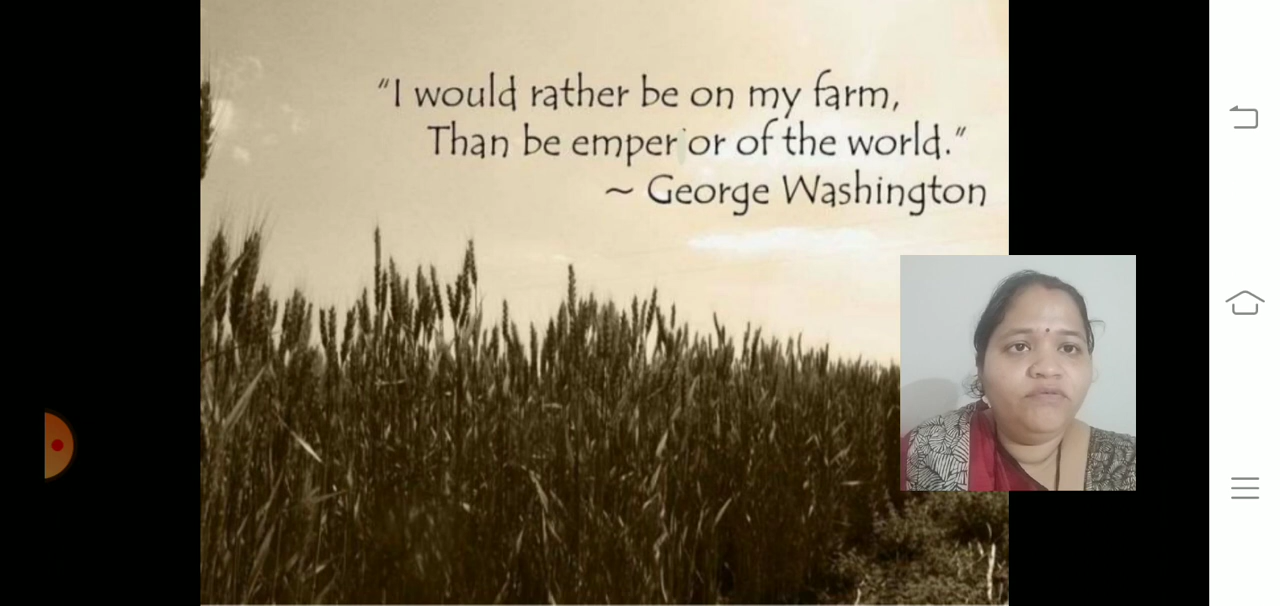 "I would rather be on my farm,
Than be emperor of the world."
~ George Washington